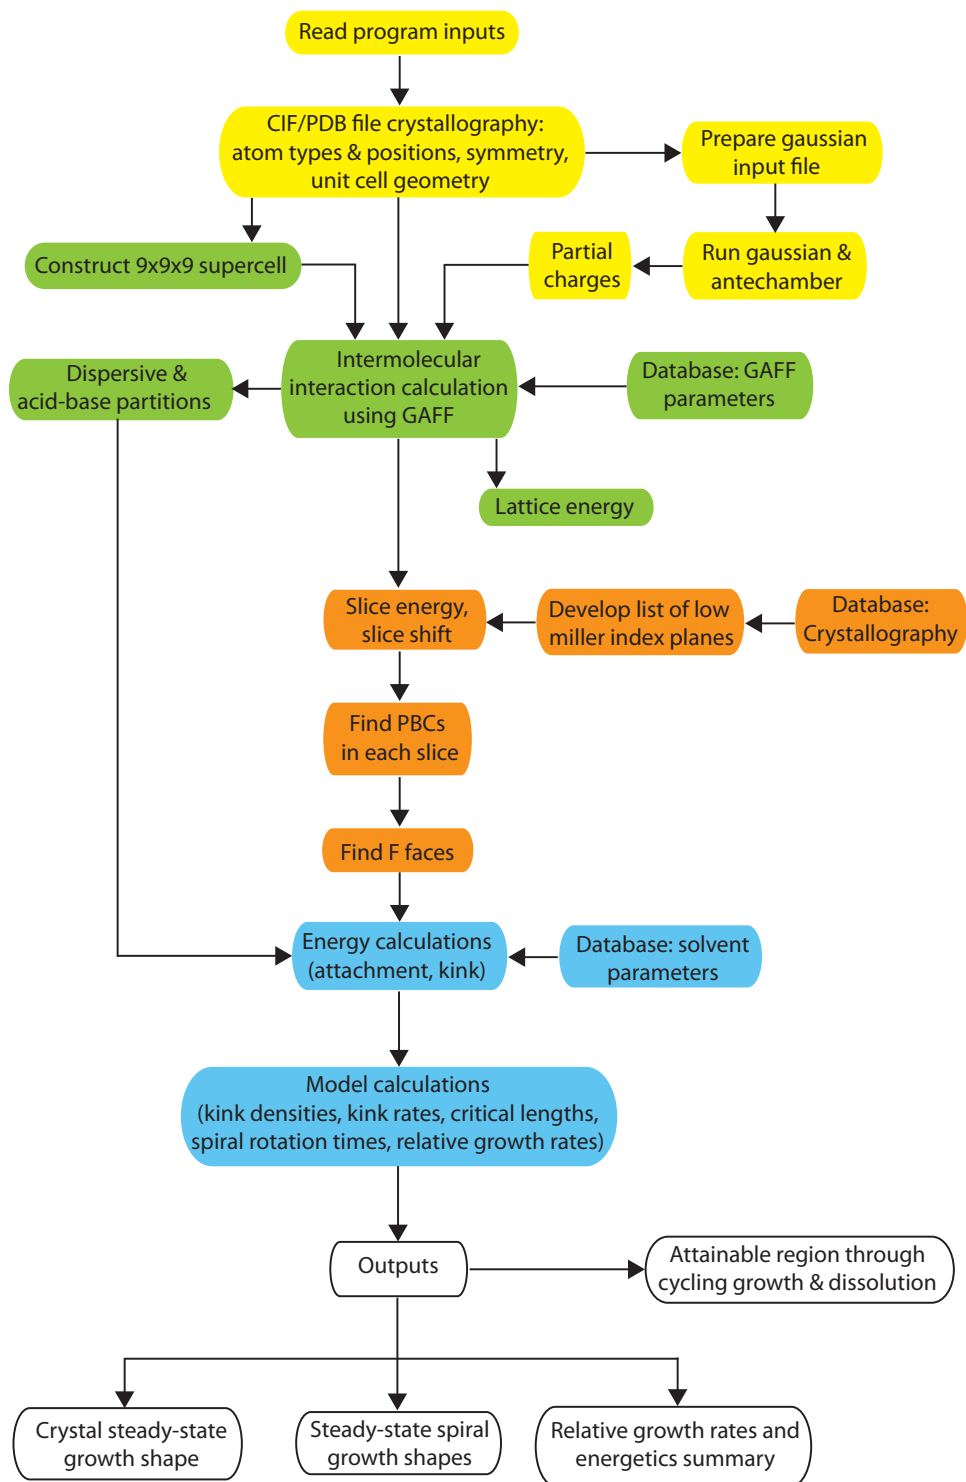 Read program inputs
CIF/PDB file crystallography:
atom types & positions, symmetry,
unit cell geometry
Prepare gaussian
input file
Construct 9x9x9 supercell
Partial
charges
Run gaussian &
antechamber
Dispersive &
acid-base partitions
Intermolecular
interaction calculation
using GAFF
Database: GAFF
parameters
Lattice energy
Slice energy,
slice shift
Develop list of low
miller index planes
Database:
Crystallography
Find PBCs
in each slice
Find F faces
Energy calculations
(attachment, kink)
Database: solvent
parameters
Model calculations
(kink densities, kink rates, critical lengths,
spiral rotation times, relative growth rates)
Outputs
Attainable region through
cycling growth & dissolution
Crystal steady-state
growth shape
Steady-state spiral
growth shapes
Relative growth rates and
energetics summary